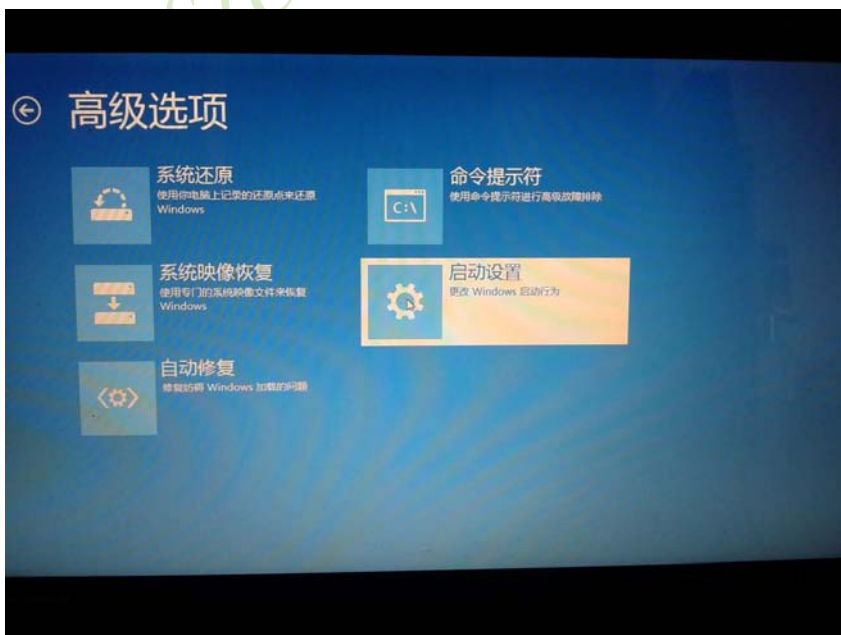 高级选项
系统还原
使用你电脑上记录的还原点来还原
Windows
命令提示符
使用命令提示符进行高级故障排除
C:\
系统映像恢复
使用专门的系统映像文件来恢复
Windows
启动设置
更改 Windows 启动行为
自动修复
修复妨碍 Windows 加载的问题